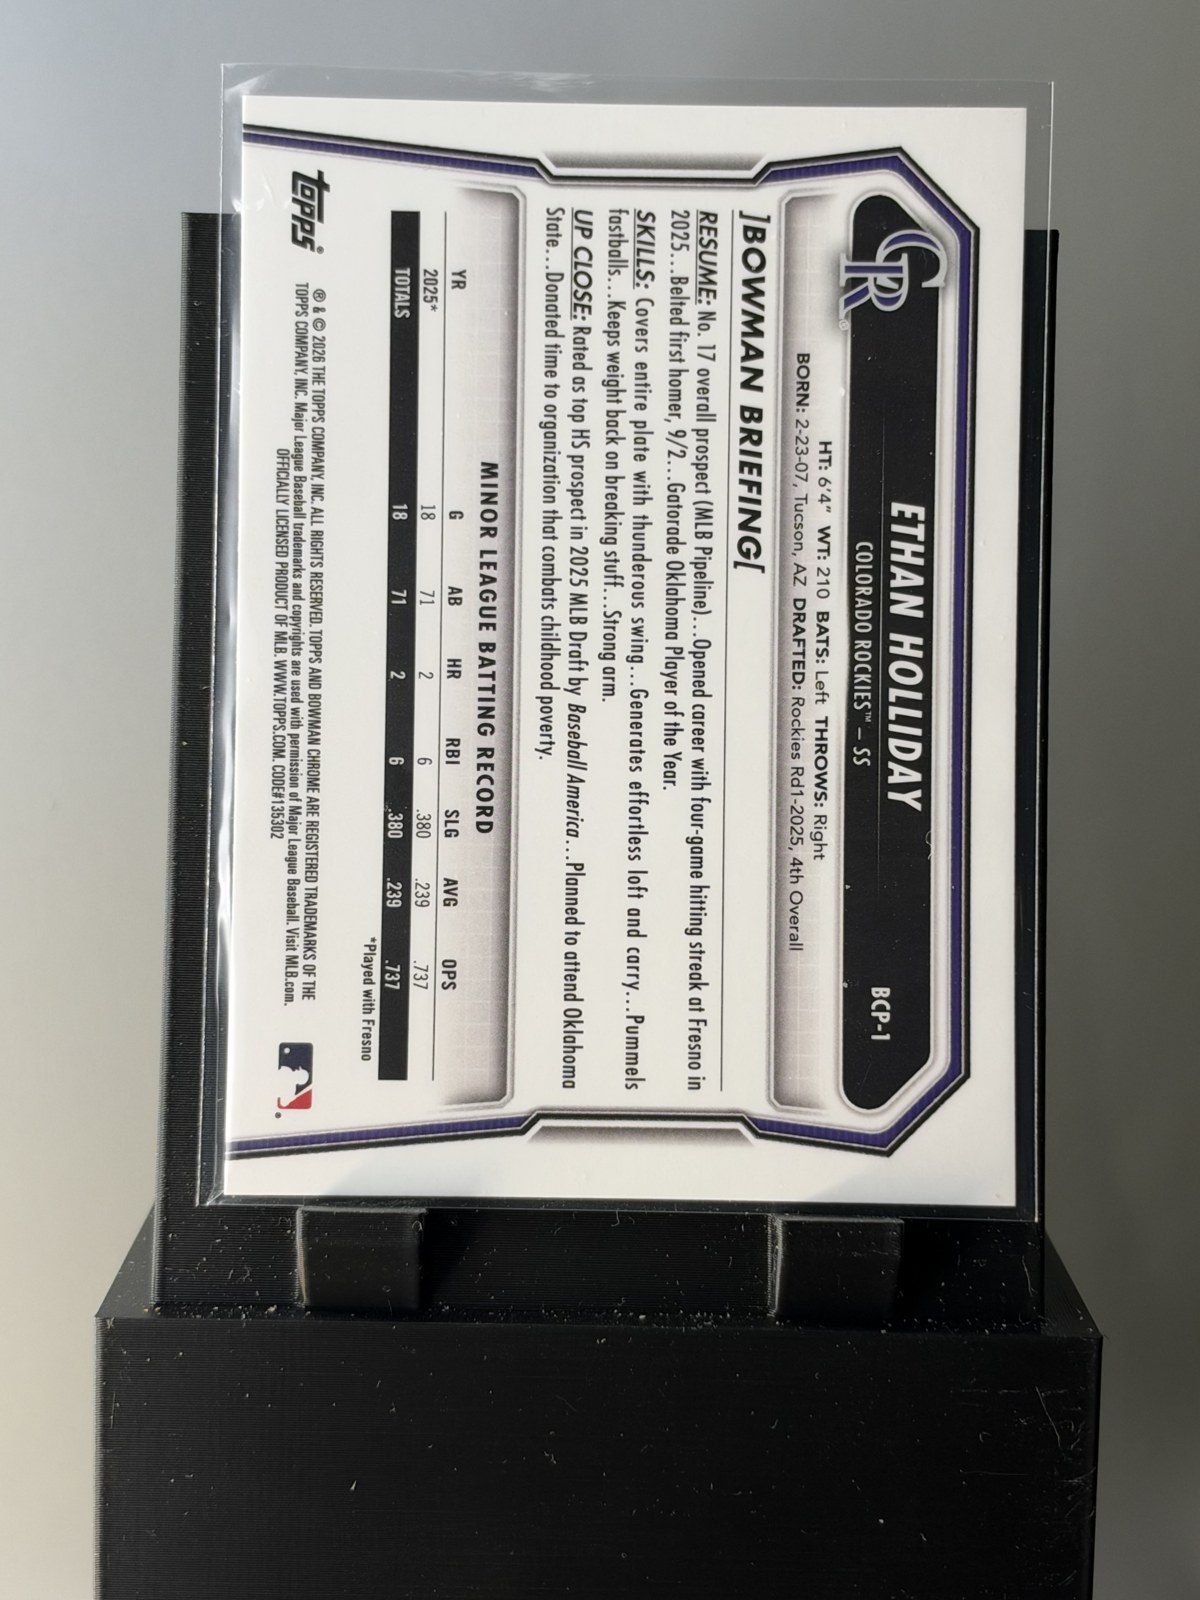 CR
ETHAN HOLLIDAY
BCP-1
COLORADO ROCKIES™ – SS
HT: 6'4" WT: 210 BATS: Left THROWS: Right
BORN: 2-23-07, Tucson, AZ DRAFTED: Rockies Rd1-2025, 4th Overall
]BOWMAN BRIEFING[
RESUME: No. 17 overall prospect (MLB Pipeline)...Opened career with four-game hitting streak at Fresno in
2025...Belted first homer, 9/2...Gatorade Oklahoma Player of the Year.
SKILLS: Covers entire plate with thunderous swing...Generates effortless loft and carry...Pummels
fastballs...Keeps weight back on breaking stuff...Strong arm.
UP CLOSE: Rated as top HS prospect in 2025 MLB Draft by Baseball America...Planned to attend Oklahoma
State...Donated time to organization that combats childhood poverty.
MINOR LEAGUE BATTING RECORD
YR G AB HR RBI SLG AVG OPS
2025* 18 71 2 6 .380 .239 .737
TOTALS 18 71 2 6 .380 .239 .737
*Played with Fresno
topps®
® & © 2026 THE TOPPS COMPANY, INC. ALL RIGHTS RESERVED. TOPPS AND BOWMAN CHROME ARE REGISTERED TRADEMARKS OF THE
TOPPS COMPANY, INC. Major League Baseball trademarks and copyrights are used with permission of Major League Baseball. Visit MLB.com.
OFFICIALLY LICENSED PRODUCT OF MLB. WWW.TOPPS.COM. CODE#135302